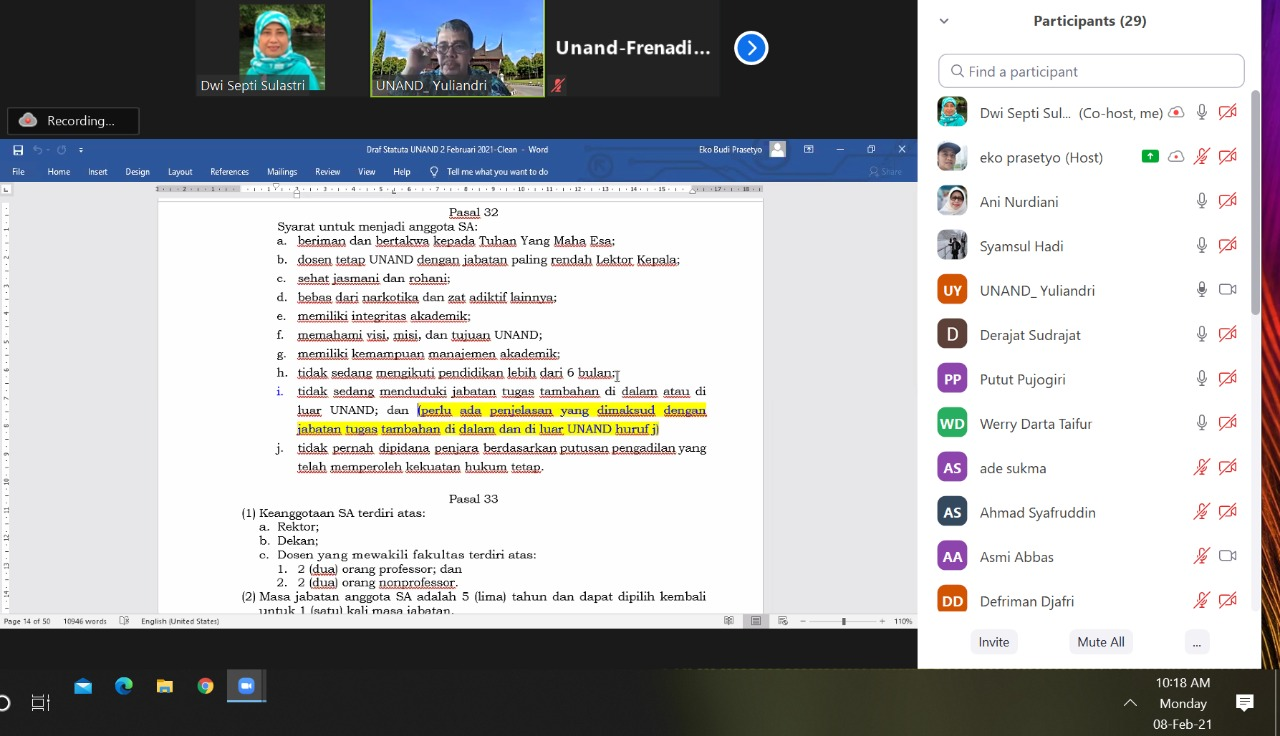 Dwi Septi Sulastri
UNAND_ Yuliandri
Unand-Frenadi...
Recording...
Draf Statuta UNAND 2 Februari 2021-Clean - Word
Eko Budi Prasetyo
File Home Insert Design Layout References Mailings Review View Help Tell me what you want to do Share
Pasal 32
Syarat untuk menjadi anggota SA:
a. beriman dan bertakwa kepada Tuhan Yang Maha Esa;
b. dosen tetap UNAND dengan jabatan paling rendah Lektor Kepala;
c. sehat jasmani dan rohani;
d. bebas dari narkotika dan zat adiktif lainnya;
e. memiliki integritas akademik;
f. memahami visi, misi, dan tujuan UNAND;
g. memiliki kemampuan manajemen akademik;
h. tidak sedang mengikuti pendidikan lebih dari 6 bulan;
i. tidak sedang menduduki jabatan tugas tambahan di dalam atau di
luar UNAND; dan (perlu ada penjelasan yang dimaksud dengan
jabatan tugas tambahan di dalam dan di luar UNAND huruf j)
j. tidak pernah dipidana penjara berdasarkan putusan pengadilan yang
telah memperoleh kekuatan hukum tetap.
Pasal 33
(1) Keanggotaan SA terdiri atas:
a. Rektor;
b. Dekan;
c. Dosen yang mewakili fakultas terdiri atas:
1. 2 (dua) orang professor; dan
2. 2 (dua) orang nonprofessor.
(2) Masa jabatan anggota SA adalah 5 (lima) tahun dan dapat dipilih kembali
untuk 1 (satu) kali masa jabatan.
Page 14 of 50 10946 words English (United States) 110%
Participants (29)
Find a participant
Dwi Septi Sul... (Co-host, me)
eko prasetyo (Host)
Ani Nurdiani
Syamsul Hadi
UY UNAND_ Yuliandri
D Derajat Sudrajat
PP Putut Pujogiri
WD Werry Darta Taifur
AS ade sukma
AS Ahmad Syafruddin
AA Asmi Abbas
DD Defriman Djafri
Invite Mute All ...
10:18 AM
Monday
08-Feb-21